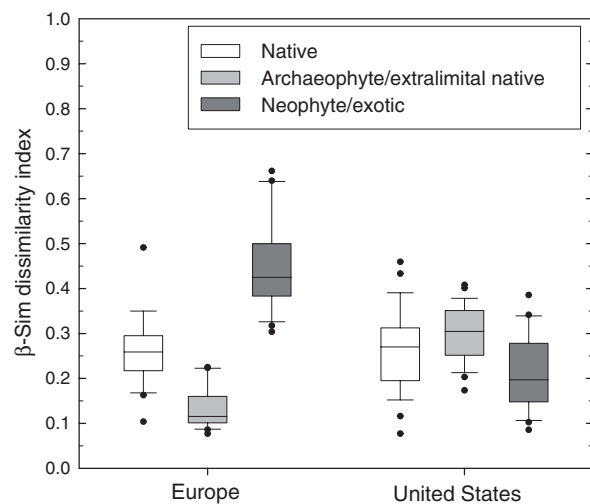 1.0
0.9
0.8
0.7
0.6
0.5
0.4
0.3
0.2
0.1
0.0
β-Sim dissimilarity index
Native
Archaeophyte/extralimital native
Neophyte/exotic
Europe
United States